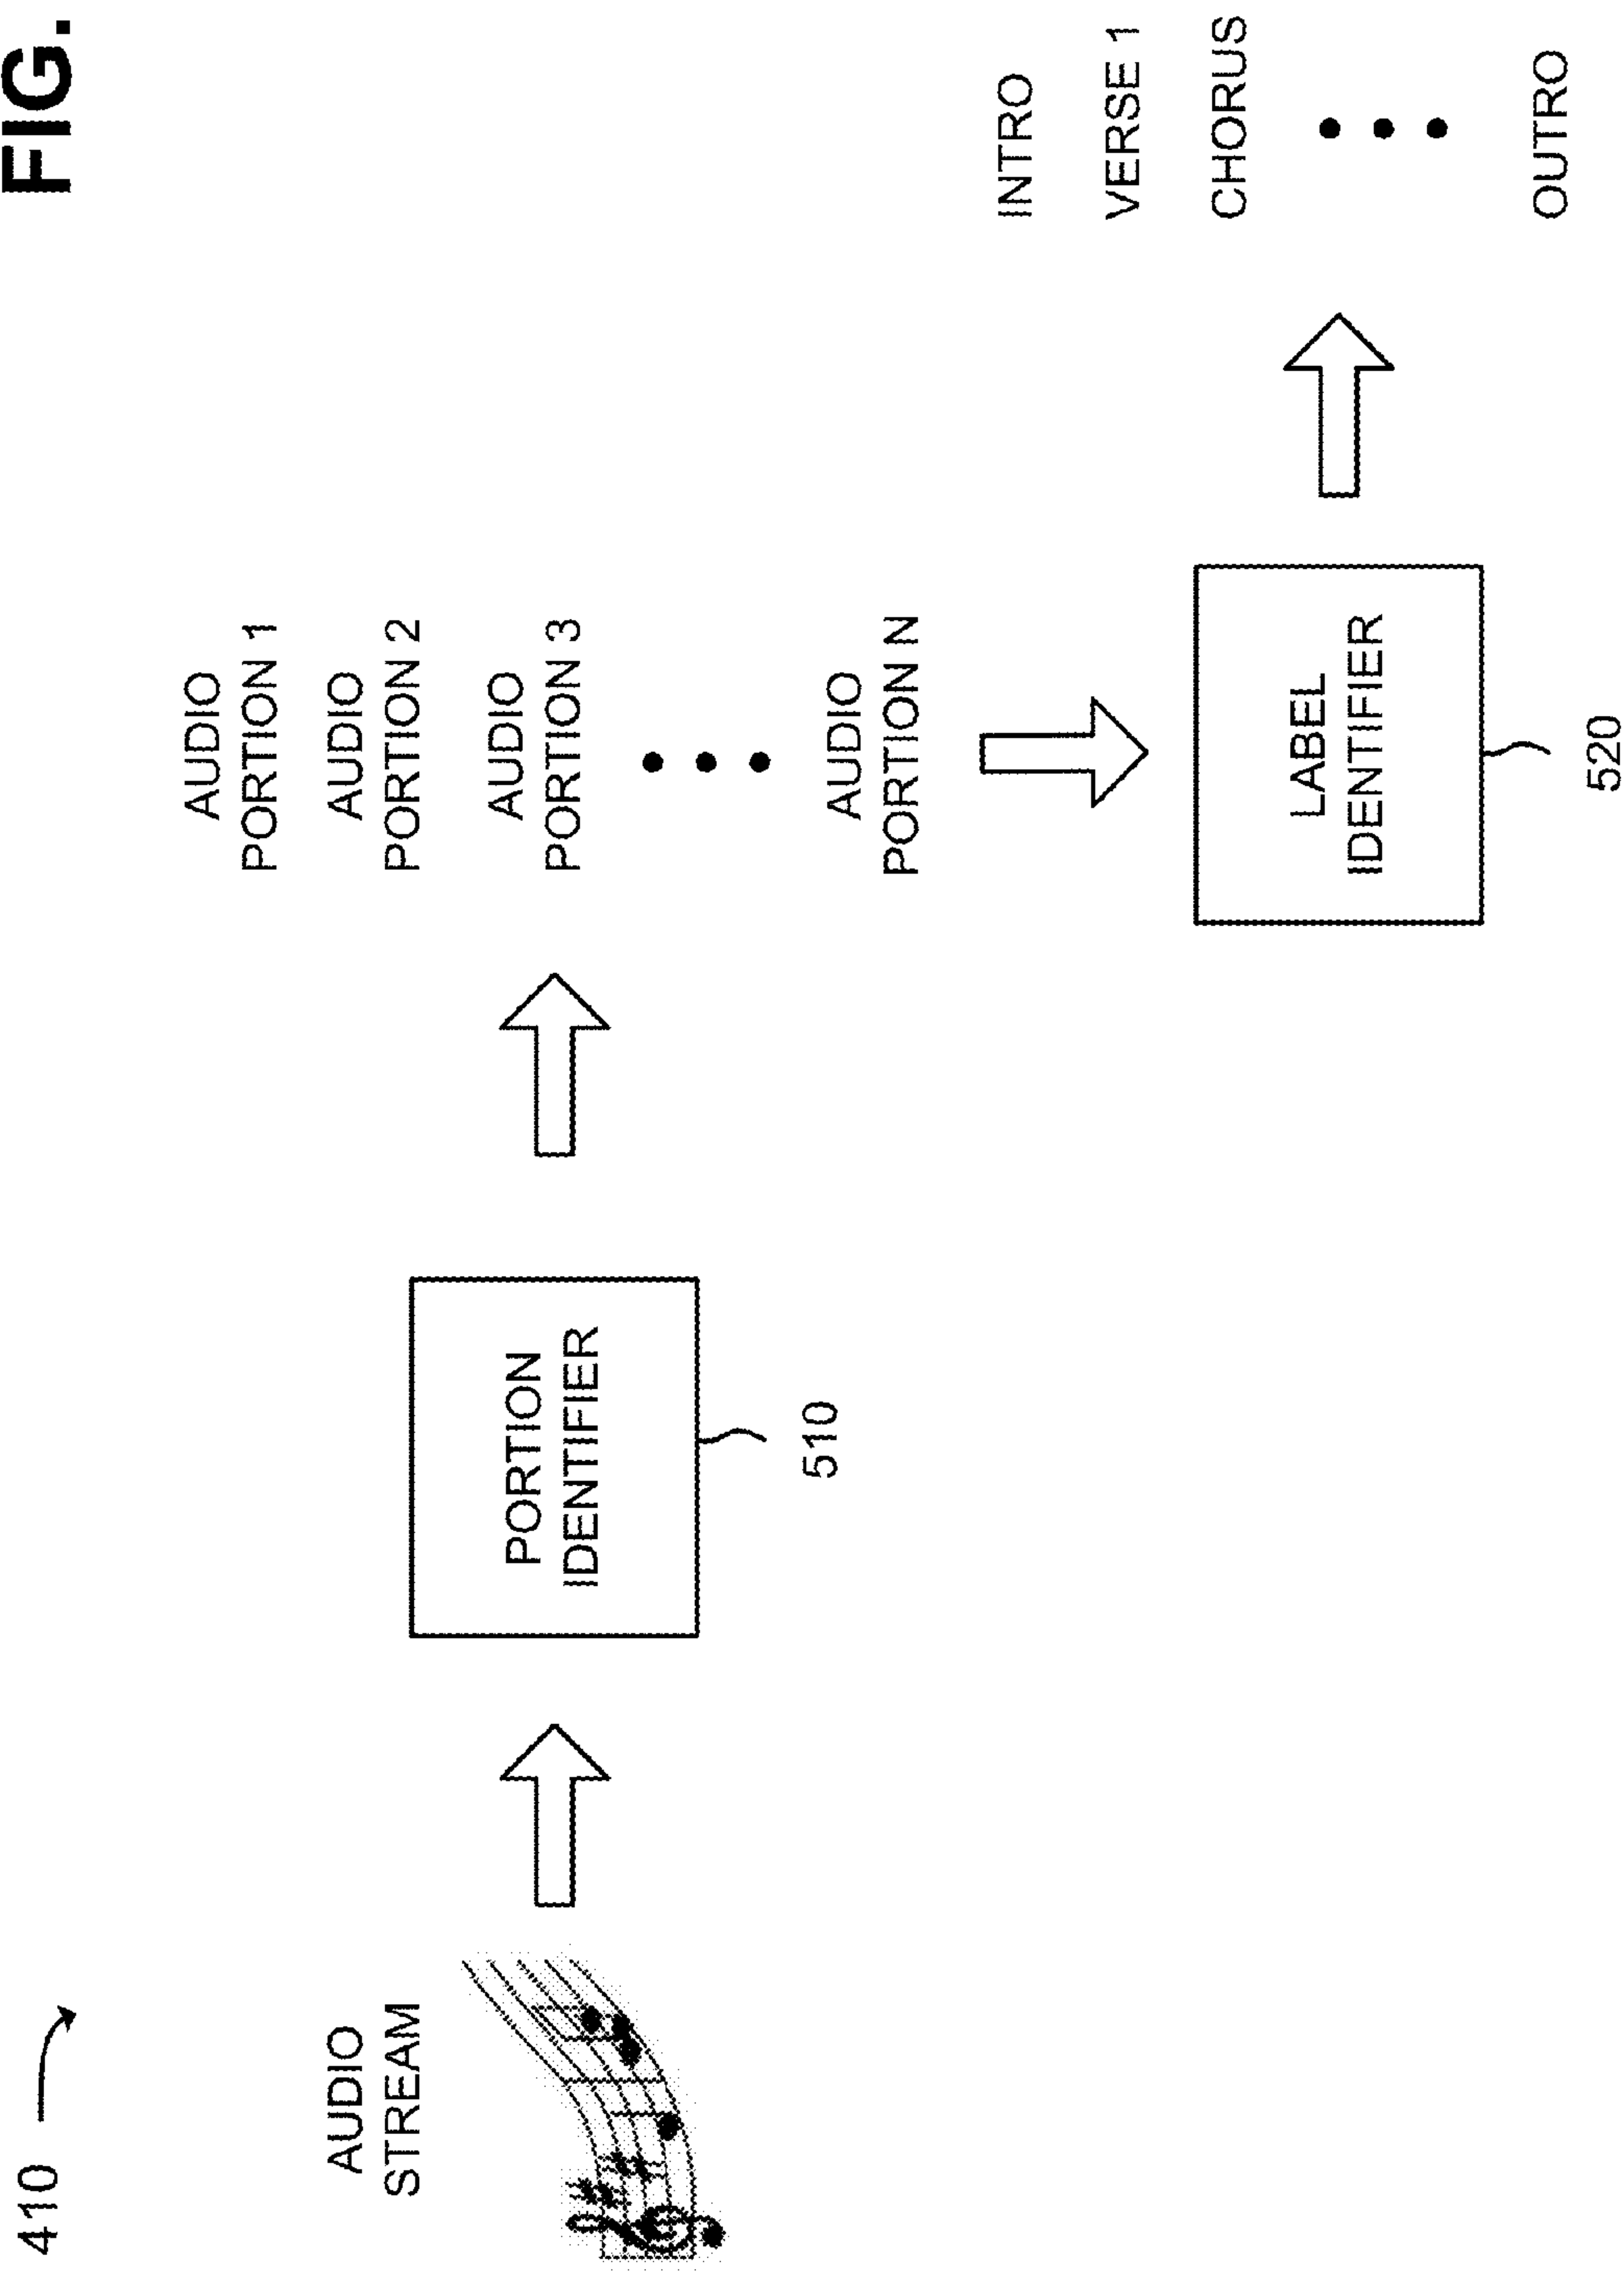 FIG.
410
AUDIO
STREAM
PORTION
IDENTIFIER
510
AUDIO
PORTION 1
AUDIO
PORTION 2
AUDIO
PORTION 3
AUDIO
PORTION N
LABEL
IDENTIFIER
520
INTRO
VERSE 1
CHORUS
OUTRO